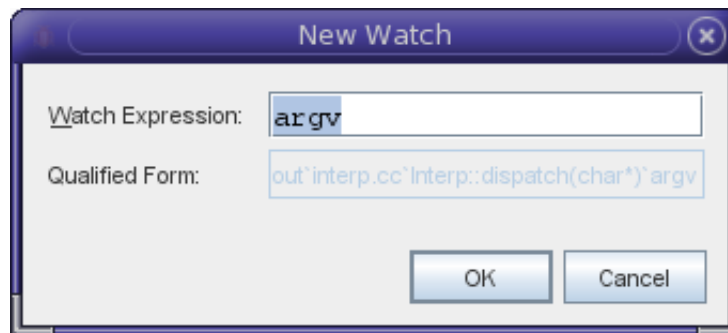 New Watch
Watch Expression: argv
Qualified Form: out`interp.cc`Interp::dispatch(char*)`argv
OK Cancel